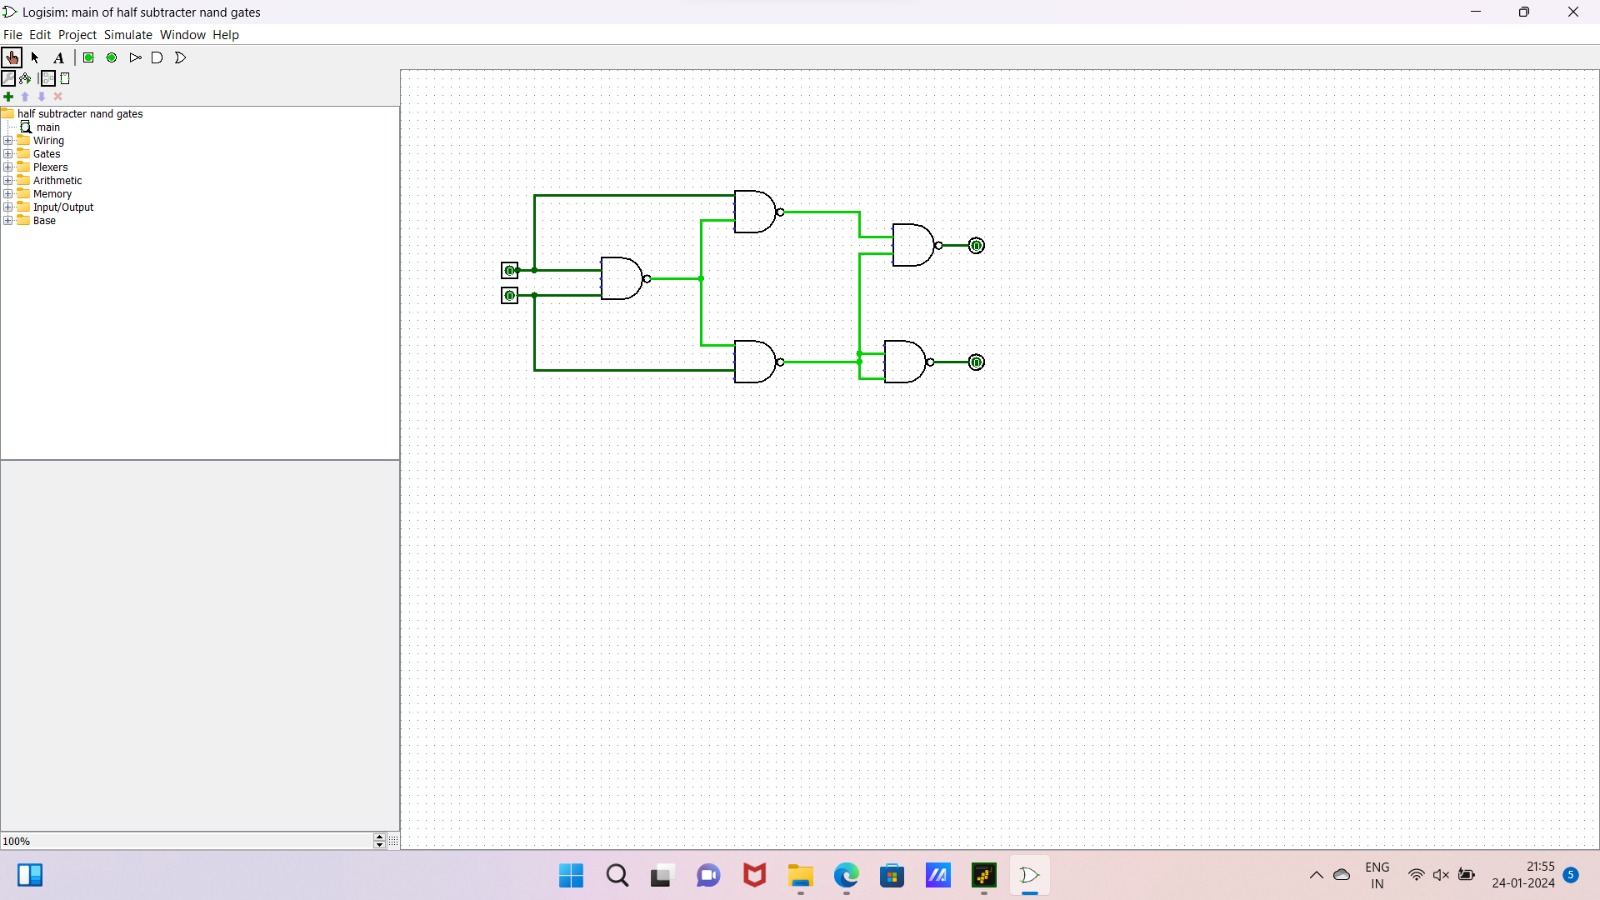 Logisim: main of half subtracter nand gates
File Edit Project Simulate Window Help
A
half subtracter nand gates
main
Wiring
Gates
Plexers
Arithmetic
Memory
Input/Output
Base
0
0
0
0
100%
ENG
IN
21:55
24-01-2024
5